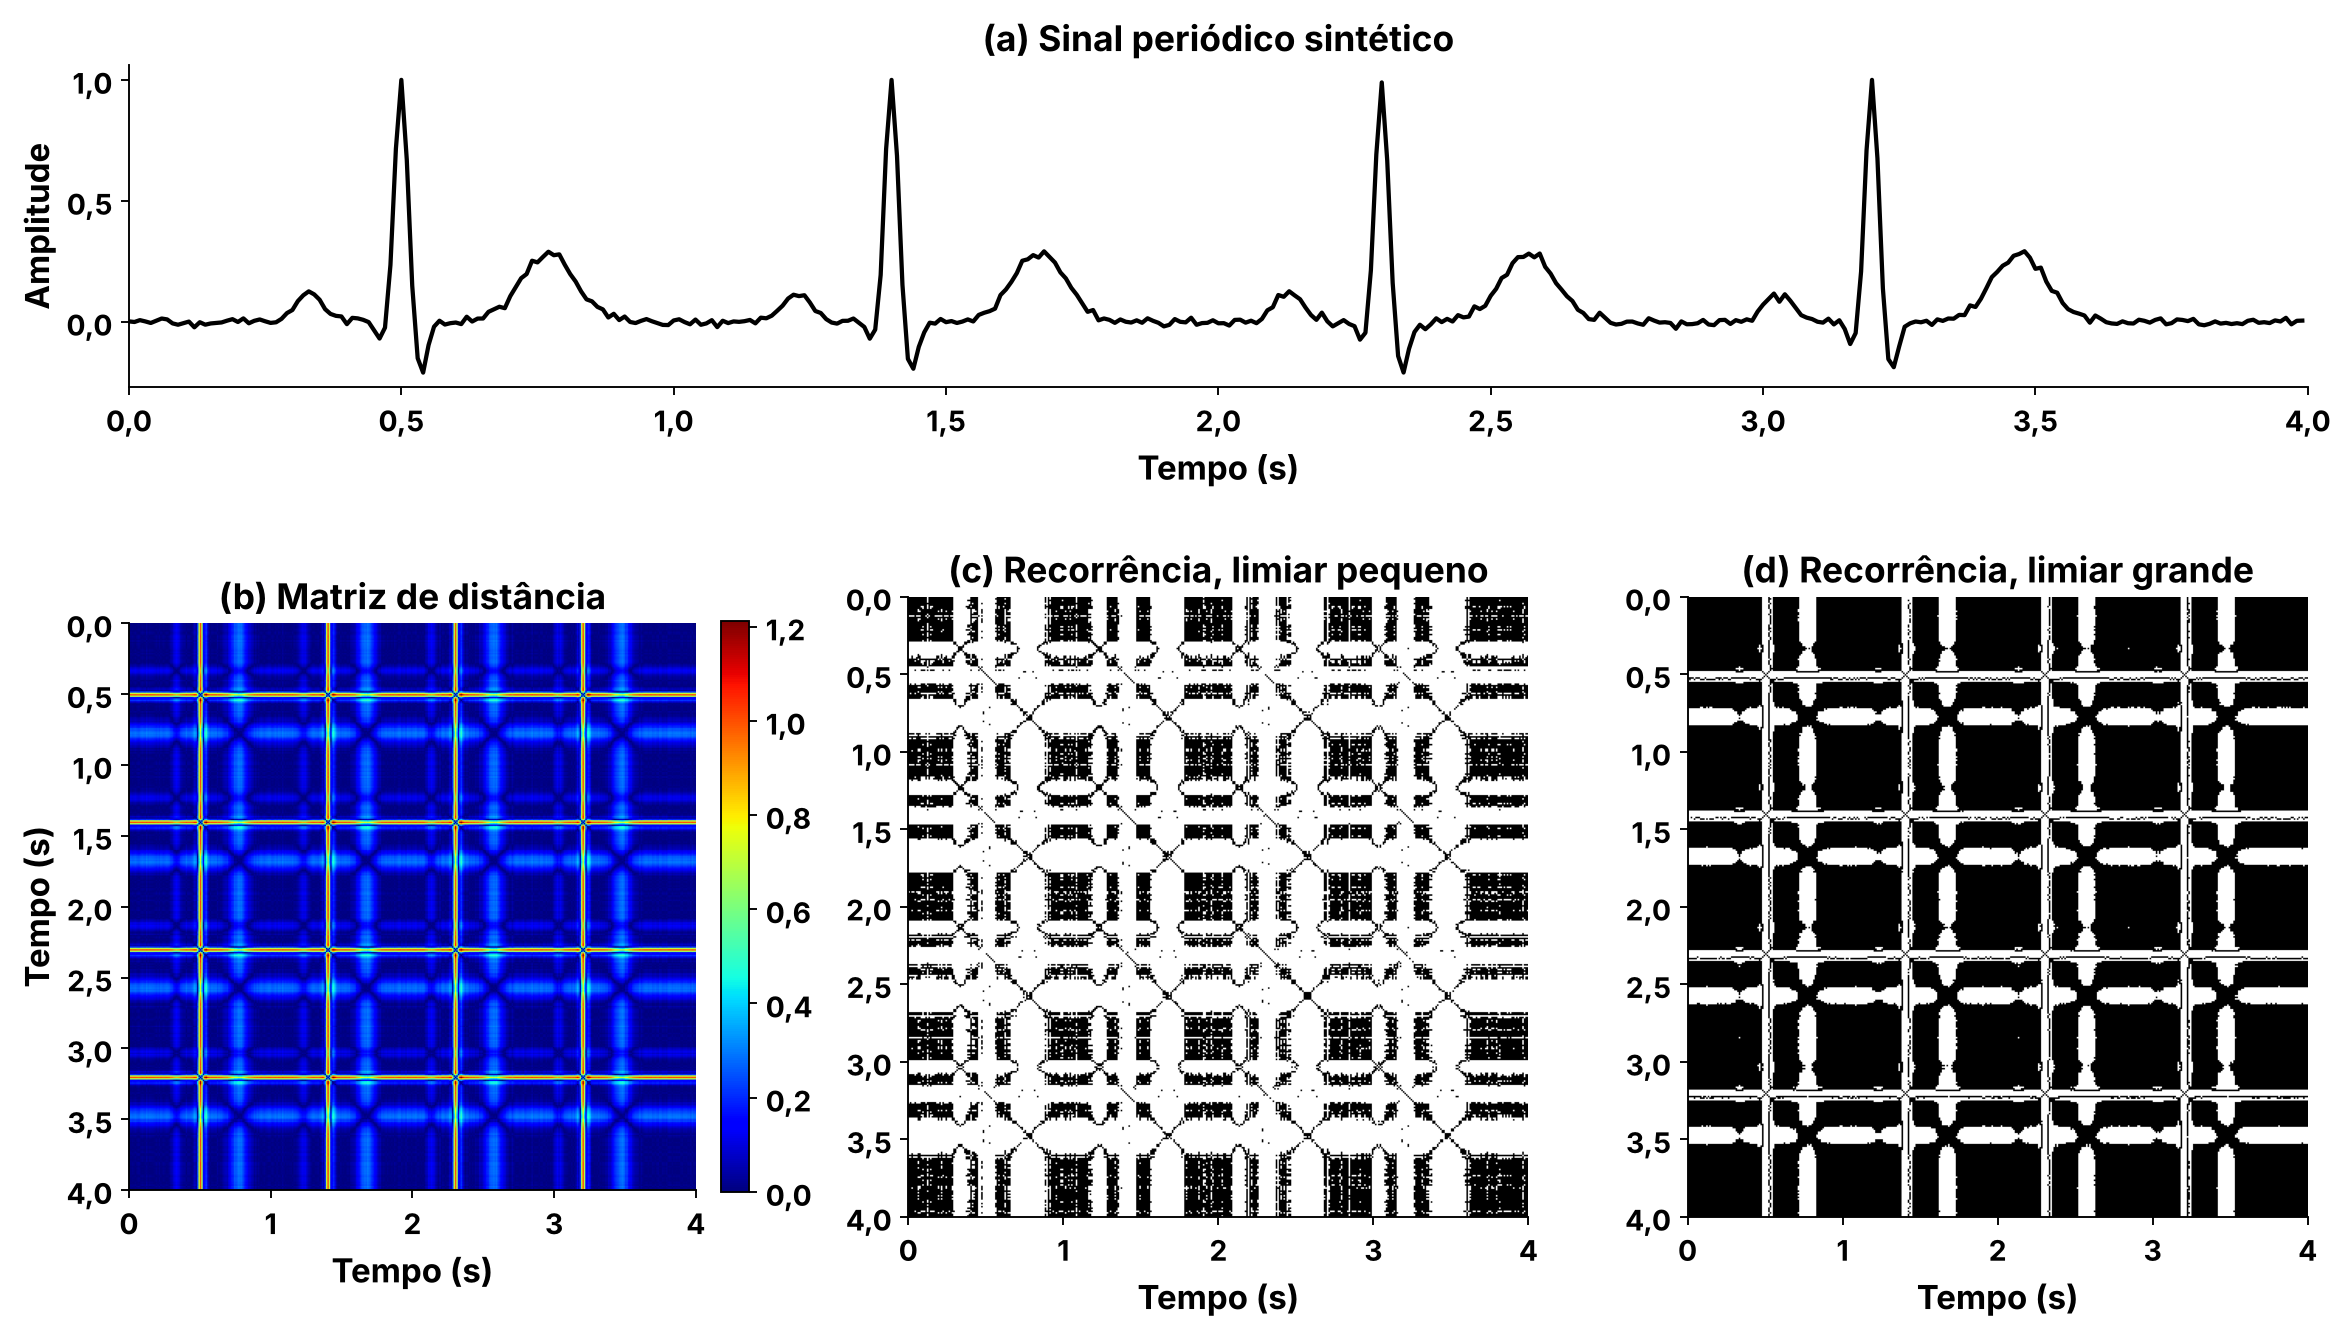 (a) Sinal periódico sintético
Amplitude
1,0
0,5
0,0
0,0 0,5 1,0 1,5 2,0 2,5 3,0 3,5 4,0
Tempo (s)
(b) Matriz de distância
Tempo (s)
0,0
0,5
1,0
1,5
2,0
2,5
3,0
3,5
4,0
0 1 2 3 4
Tempo (s)
1,2
1,0
0,8
0,6
0,4
0,2
0,0
(c) Recorrência, limiar pequeno
0,0
0,5
1,0
1,5
2,0
2,5
3,0
3,5
4,0
0 1 2 3 4
Tempo (s)
(d) Recorrência, limiar grande
0,0
0,5
1,0
1,5
2,0
2,5
3,0
3,5
4,0
0 1 2 3 4
Tempo (s)